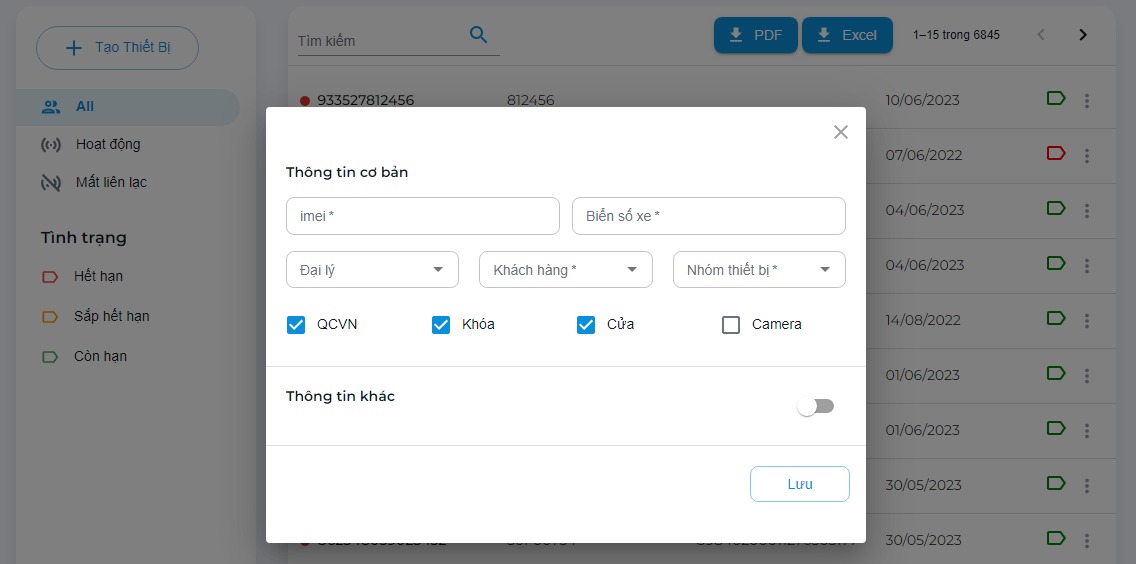 Tạo Thiết Bị
Tìm kiếm
PDF
Excel
1–15 trong 6845
All
Hoạt động
Mất liên lạc
Tình trạng
Hết hạn
Sắp hết hạn
Còn hạn
933527812456 812456 10/06/2023
07/06/2022
04/06/2023
04/06/2023
14/08/2022
01/06/2023
01/06/2023
30/05/2023
30/05/2023
Thông tin cơ bản
imei *
Biển số xe *
Đại lý
Khách hàng *
Nhóm thiết bị *
QCVN
Khóa
Cửa
Camera
Thông tin khác
Lưu